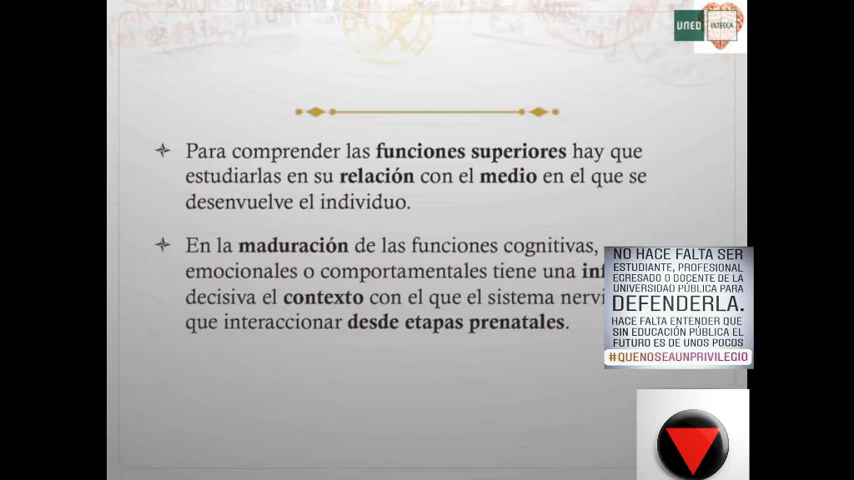 UNED
INTECCA
Para comprender las funciones superiores hay que
estudiarlas en su relación con el medio en el que se
desenvuelve el individuo.
En la maduración de las funciones cognitivas,
emocionales o comportamentales tiene una
decisiva el contexto con el que el sistema
que interaccionar desde etapas prenatales.
NO HACE FALTA SER
ESTUDIANTE, PROFESIONAL
EGRESADO O DOCENTE DE LA
UNIVERSIDAD PÚBLICA PARA
DEFENDERLA.
HACE FALTA ENTENDER QUE
SIN EDUCACIÓN PÚBLICA EL
FUTURO ES DE UNOS POCOS
#QUENOSEAUNPRIVILEGIO